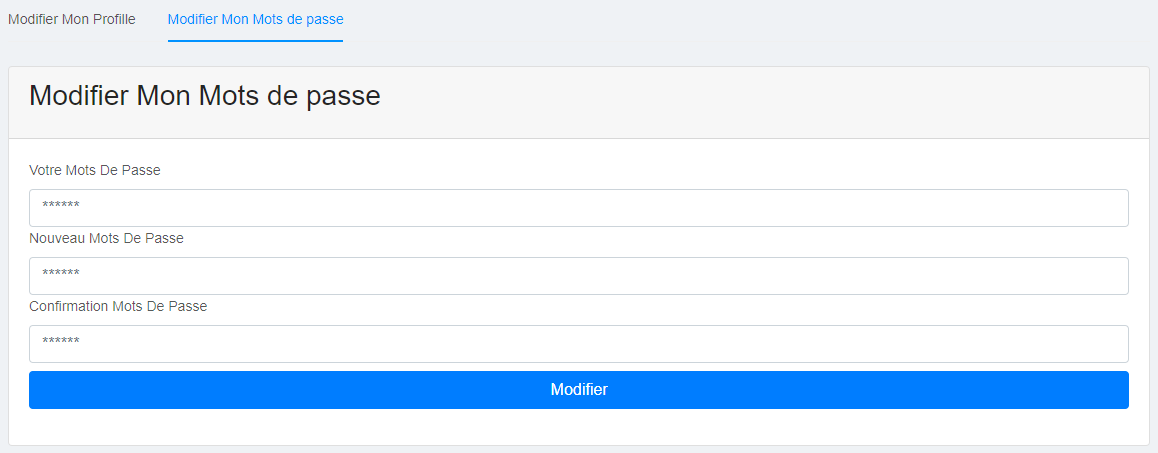 Modifier Mon Profille
Modifier Mon Mots de passe
Modifier Mon Mots de passe
Votre Mots De Passe
******
Nouveau Mots De Passe
******
Confirmation Mots De Passe
******
Modifier